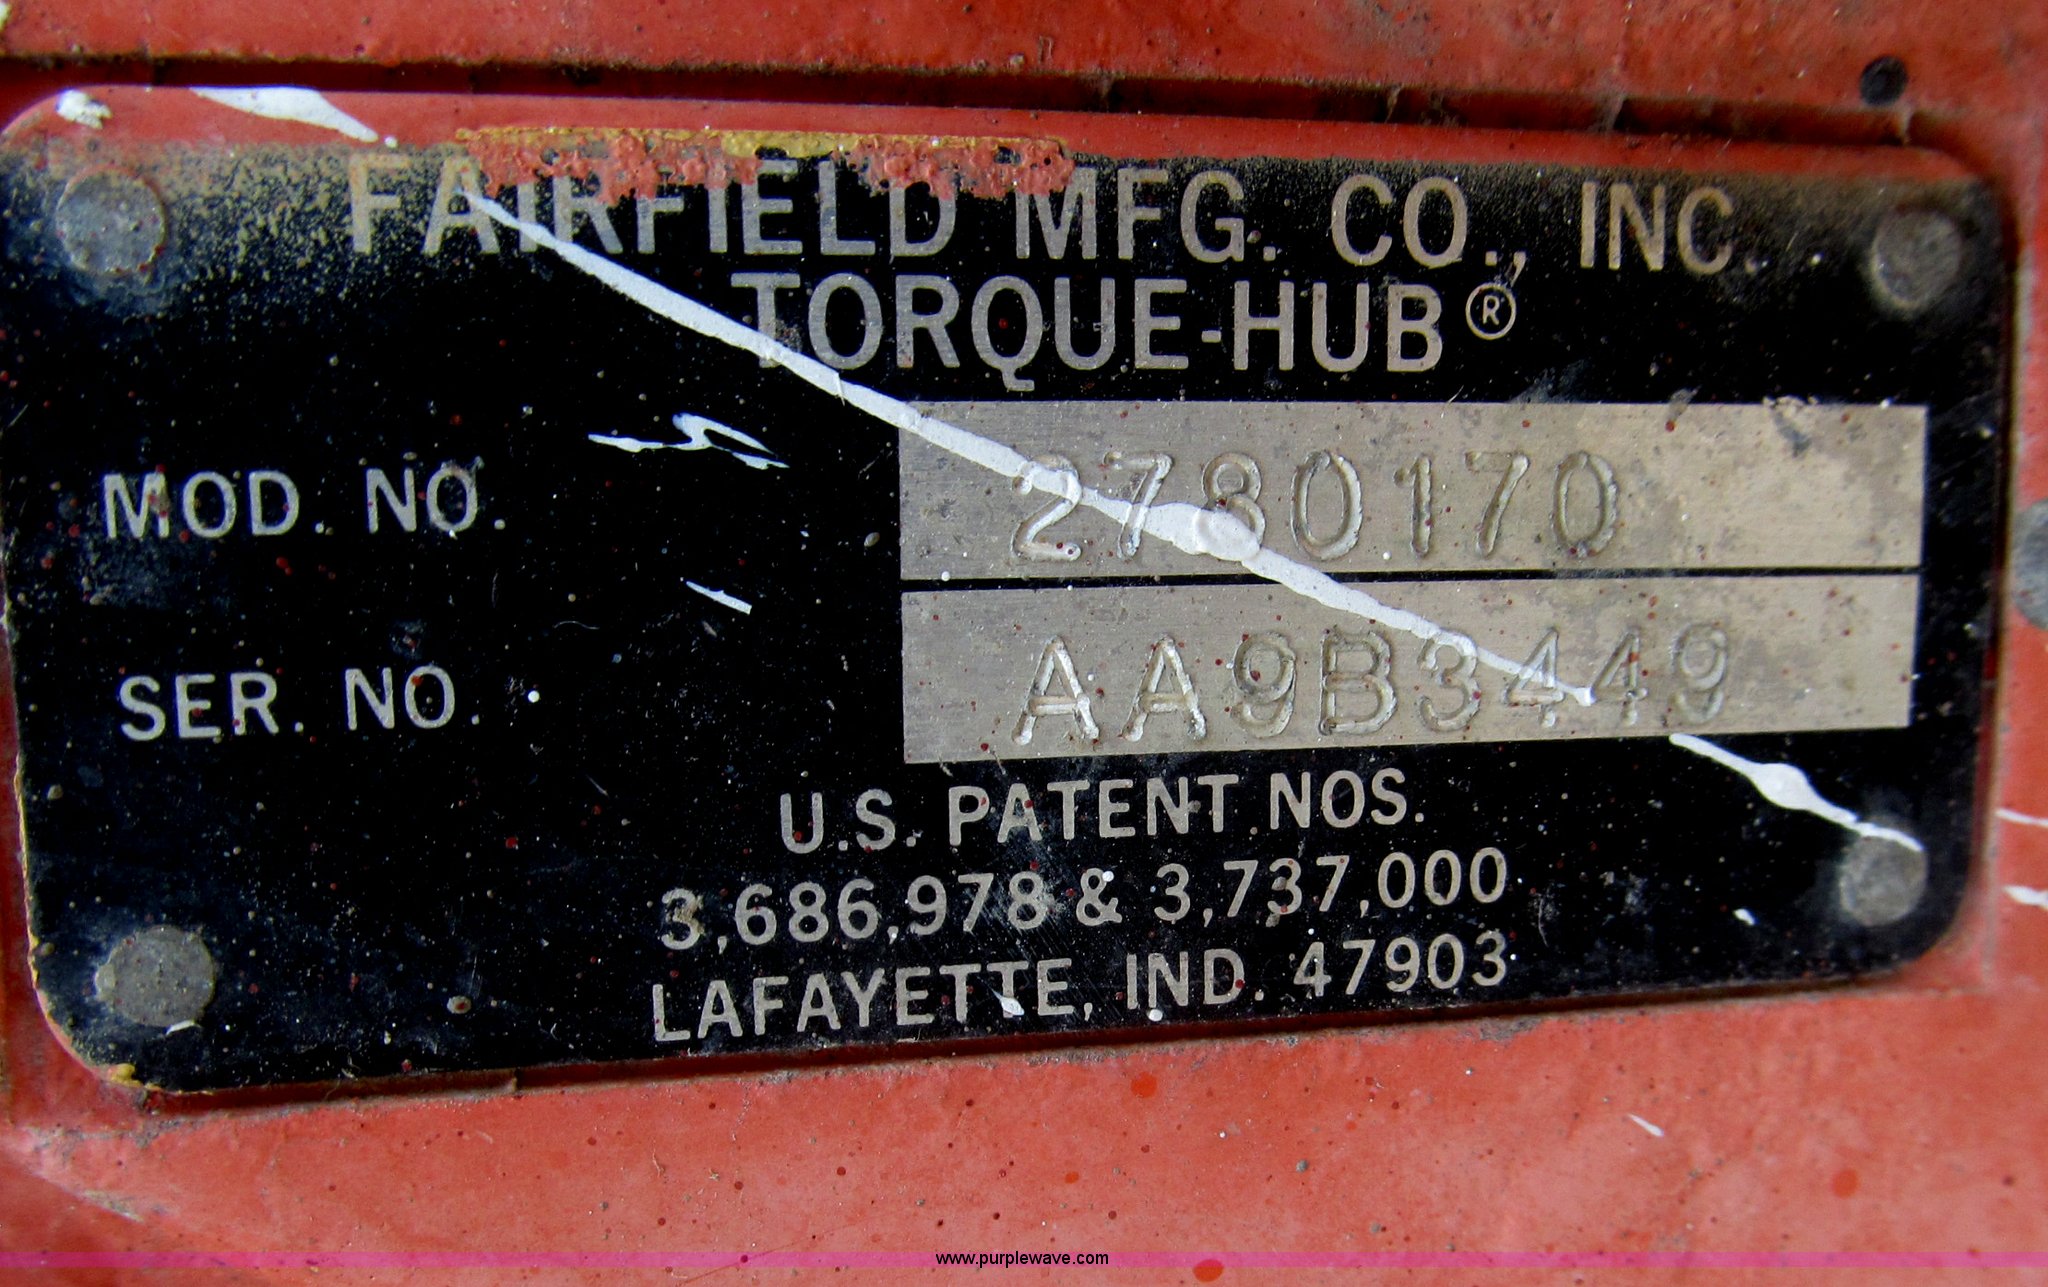 FAIRFIELD MFG. CO., INC.
TORQUE-HUB®
MOD. NO. 2780170
SER. NO. AA9B3449
U.S. PATENT NOS.
3,686,978 & 3,737,000
LAFAYETTE, IND. 47903
www.purplewave.com